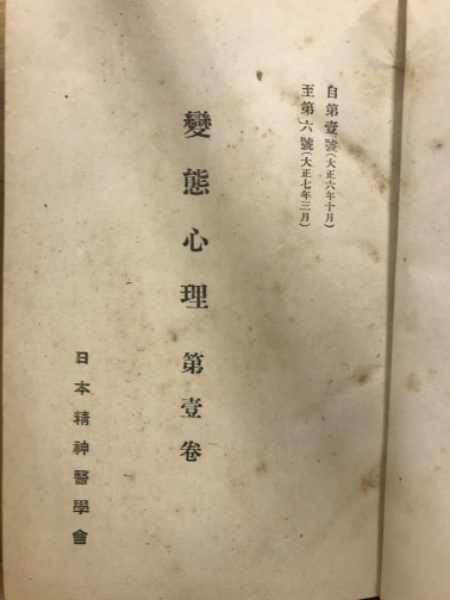 自第壹號(大正六年十月)
至第六號(大正七年三月)
變態心理 第壹卷
日本精神醫學會